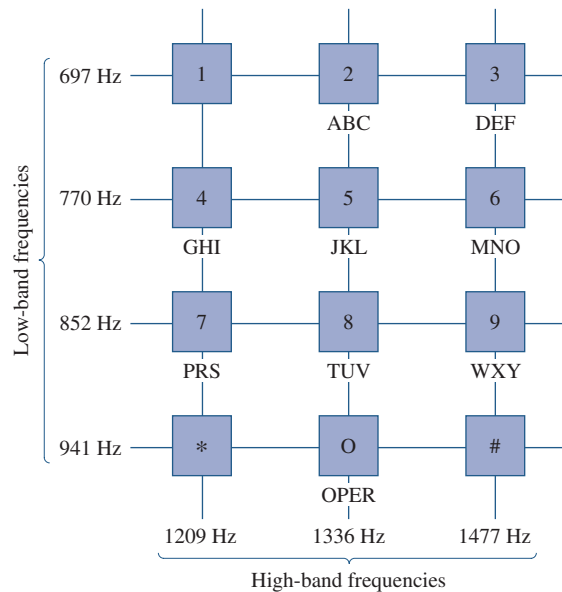 697 Hz 1 2 3
ABC DEF
770 Hz 4 5 6
GHI JKL MNO
Low-band frequencies
852 Hz 7 8 9
PRS TUV WXY
941 Hz * O #
OPER
1209 Hz 1336 Hz 1477 Hz
High-band frequencies